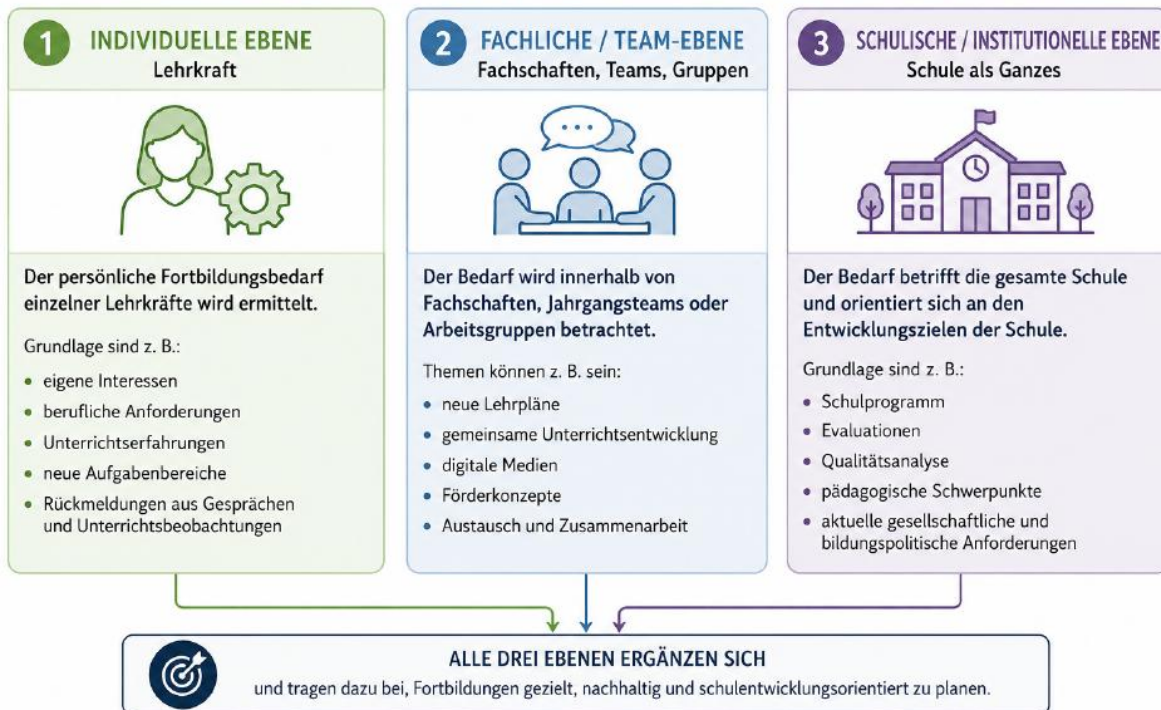 1 INDIVIDUELLE EBENE
Lehrkraft
Der persönliche Fortbildungsbedarf
einzelner Lehrkräfte wird ermittelt.
Grundlage sind z. B.:
• eigene Interessen
• berufliche Anforderungen
• Unterrichtserfahrungen
• neue Aufgabenbereiche
• Rückmeldungen aus Gesprächen
und Unterrichtsbeobachtungen
2 FACHLICHE / TEAM-EBENE
Fachschaften, Teams, Gruppen
Der Bedarf wird innerhalb von
Fachschaften, Jahrgangsteams oder
Arbeitsgruppen betrachtet.
Themen können z. B. sein:
• neue Lehrpläne
• gemeinsame Unterrichtsentwicklung
• digitale Medien
• Förderkonzepte
• Austausch und Zusammenarbeit
3 SCHULISCHE / INSTITUTIONELLE EBENE
Schule als Ganzes
Der Bedarf betrifft die gesamte Schule
und orientiert sich an den
Entwicklungszielen der Schule.
Grundlage sind z. B.:
• Schulprogramm
• Evaluationen
• Qualitätsanalyse
• pädagogische Schwerpunkte
• aktuelle gesellschaftliche und
bildungspolitische Anforderungen
ALLE DREI EBENEN ERGÄNZEN SICH
und tragen dazu bei, Fortbildungen gezielt, nachhaltig und schulentwicklungsorientiert zu planen.